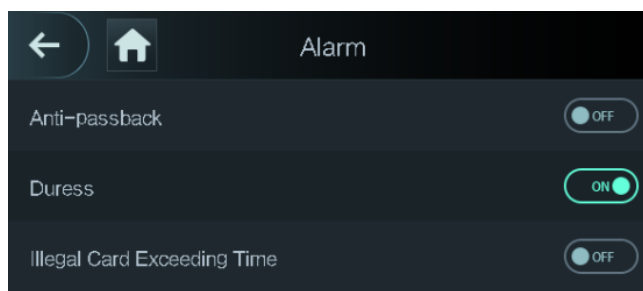 Alarm
Anti-passback OFF
Duress ON
Illegal Card Exceeding Time OFF